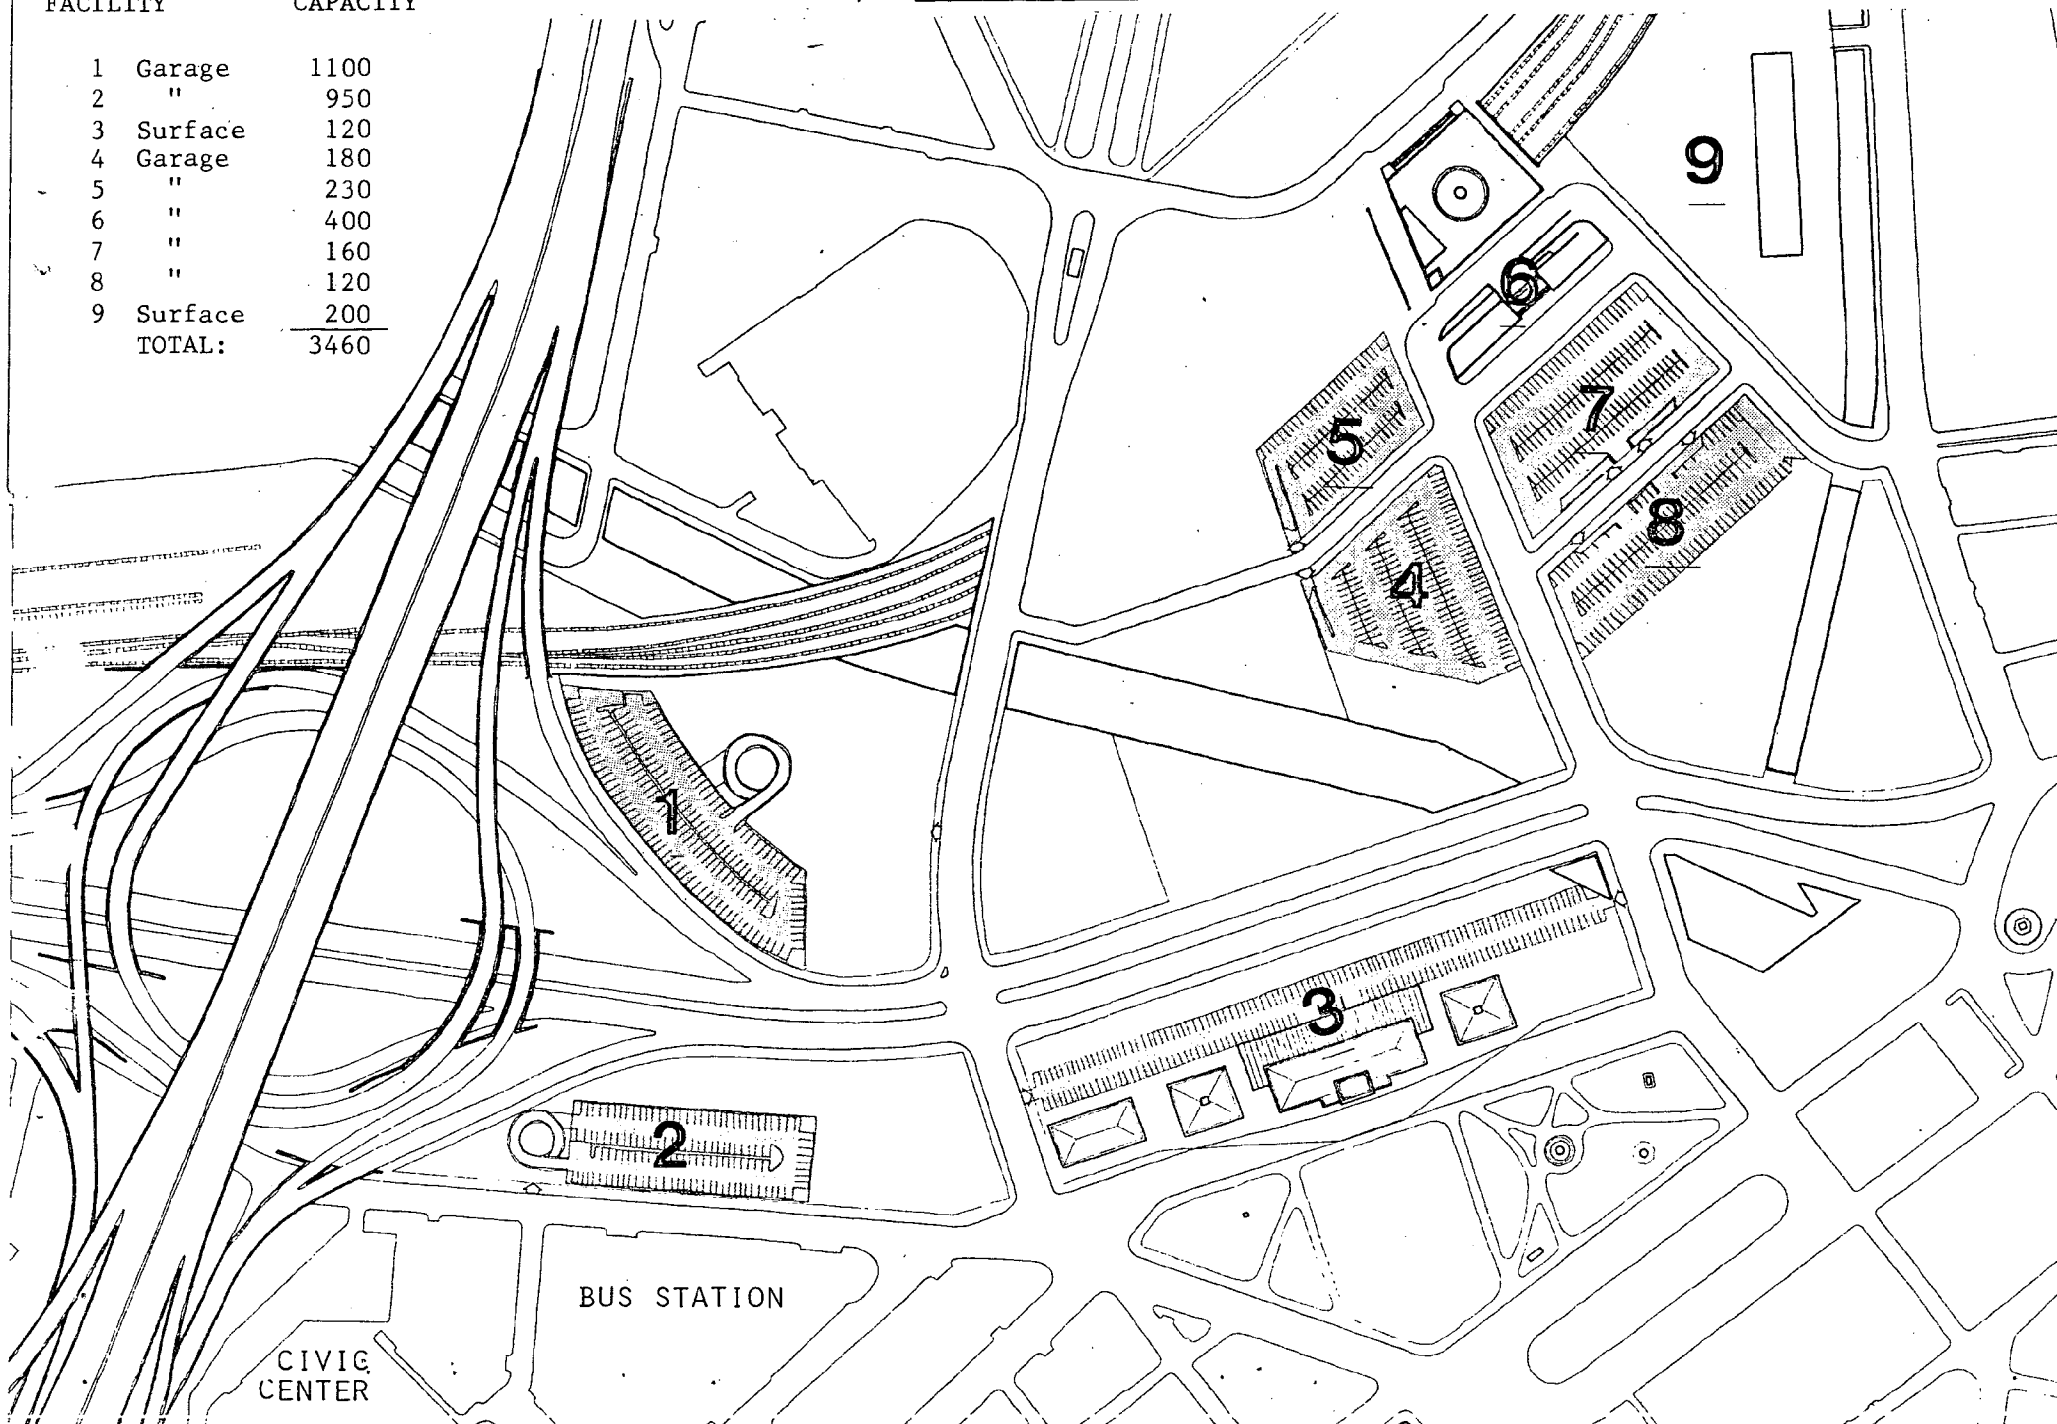 FACILITY CAPACITY
1 Garage 1100
2 " 950
3 Surface 120
4 Garage 180
5 " 230
6 " 400
7 " 160
8 " 120
9 Surface 200
TOTAL: 3460
9
6
7
5
8
4
1
3
2
BUS STATION
CIVIC
CENTER